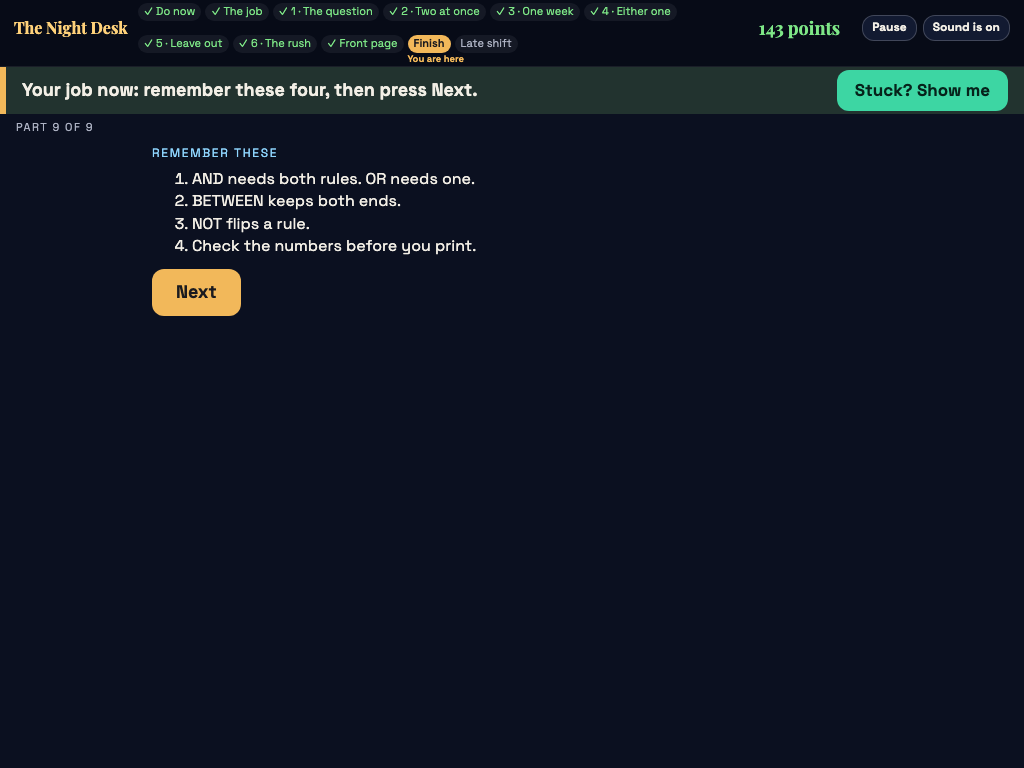 The Night Desk
✓ Do now ✓ The job ✓ 1 · The question ✓ 2 · Two at once ✓ 3 · One week ✓ 4 · Either one
✓ 5 · Leave out ✓ 6 · The rush ✓ Front page Finish Late shift
You are here
143 points
Pause
Sound is on
Your job now: remember these four, then press Next.
Stuck? Show me
PART 9 OF 9
REMEMBER THESE
1. AND needs both rules. OR needs one.
2. BETWEEN keeps both ends.
3. NOT flips a rule.
4. Check the numbers before you print.
Next